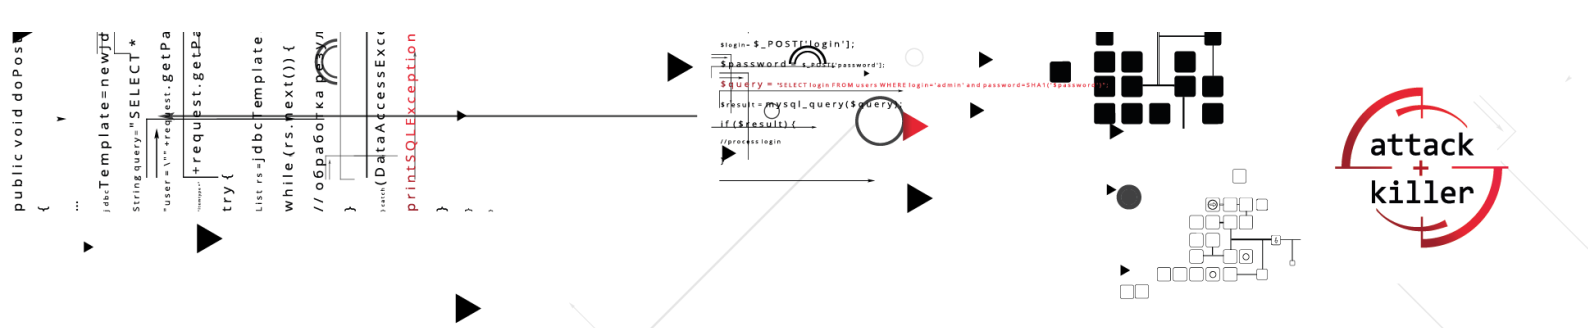 public void doPos
{
...
jdbcTemplate=newjd
String query="SELECT *
"user=\""+request.getPa
+request.getPa
try {
List rs=jdbcTemplate
while (rs.next()) {
// обработка резул
}
}catch(DataAccessExce
printSQLException
}
}
}
$login= $_POST['login'];
$password = $_POST['password'];
$query = "SELECT login FROM users WHERE login='admin' and password=SHA1('$password')";
$result = mysql_query($query);
if ($result) {
//process login
}
attack
killer